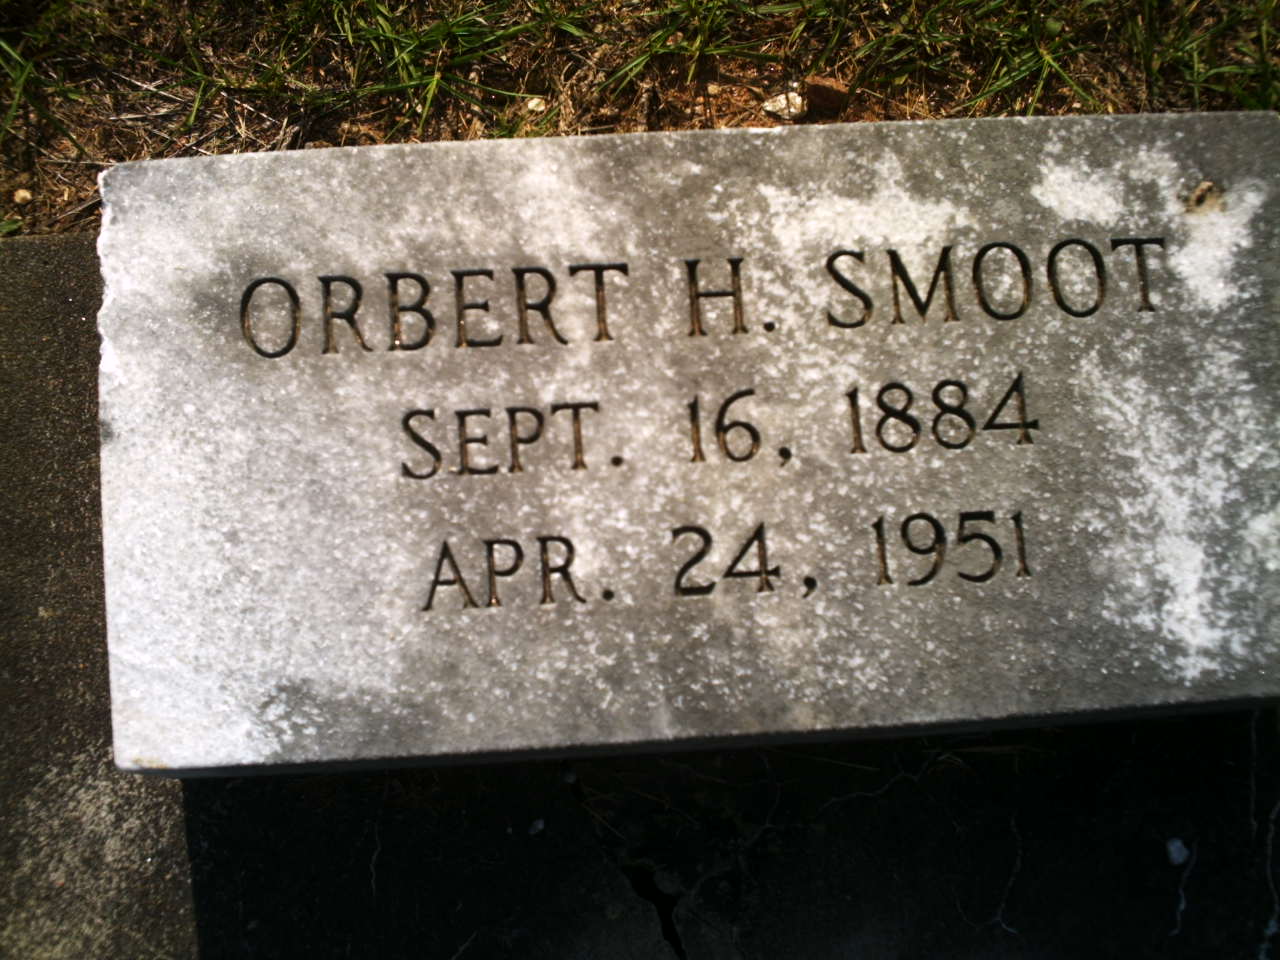 ORBERT H. SMOOT
SEPT. 16, 1884
APR. 24, 1951